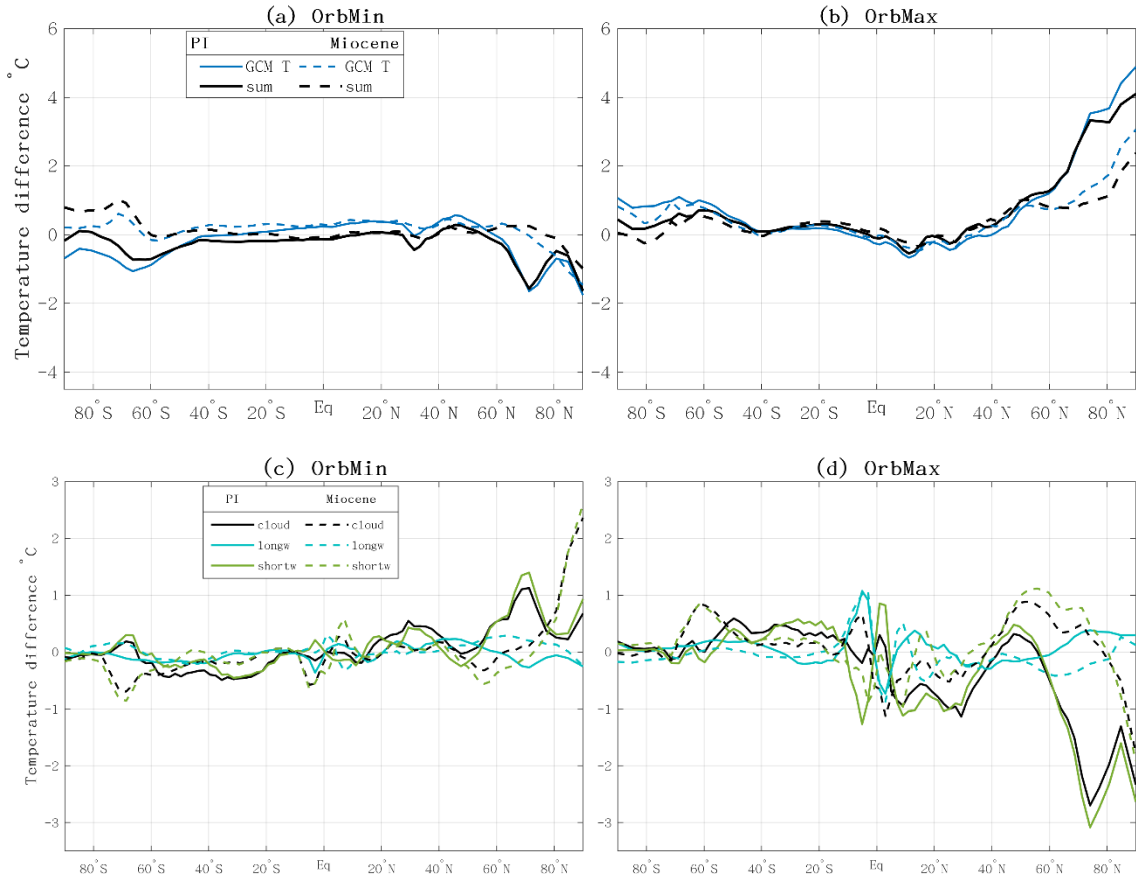 (a) OrbMin
(b) OrbMax
Temperature difference °C
6
4
2
0
-2
-4
PI Miocene
GCM T GCM T
sum sum
80°S 60°S 40°S 20°S Eq 20°N 40°N 60°N 80°N
6
4
2
0
-2
-4
80°S 60°S 40°S 20°S Eq 20°N 40°N 60°N 80°N
(c) OrbMin
(d) OrbMax
Temperature difference °C
3
2
1
0
-1
-2
-3
PI Miocene
cloud cloud
longw longw
shortw shortw
80°S 60°S 40°S 20°S Eq 20°N 40°N 60°N 80°N
3
2
1
0
-1
-2
-3
80°S 60°S 40°S 20°S Eq 20°N 40°N 60°N 80°N